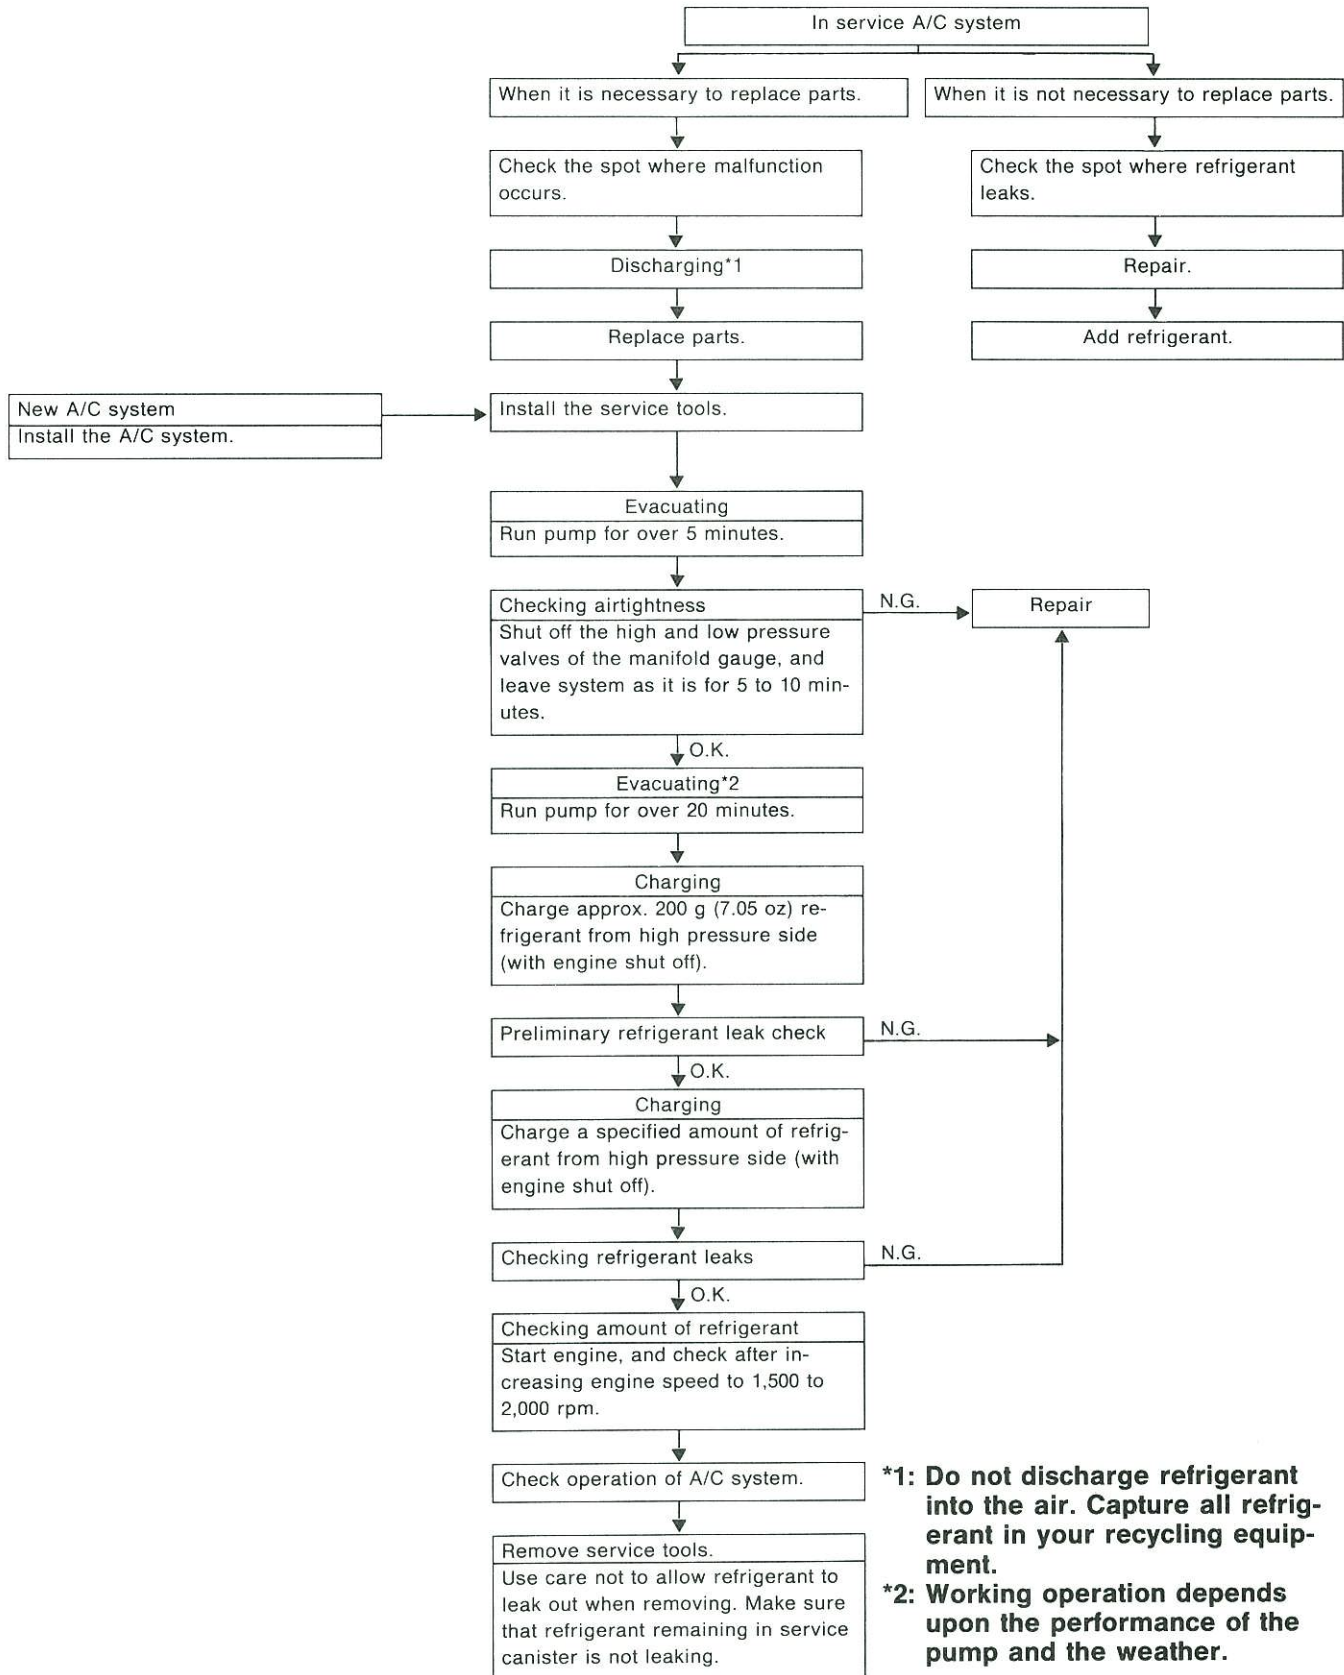 In service A/C system
When it is necessary to replace parts.
When it is not necessary to replace parts.
Check the spot where malfunction
occurs.
Check the spot where refrigerant
leaks.
Discharging*1
Repair.
Replace parts.
Add refrigerant.
New A/C system
Install the A/C system.
Install the service tools.
Evacuating
Run pump for over 5 minutes.
Checking airtightness
Shut off the high and low pressure
valves of the manifold gauge, and
leave system as it is for 5 to 10 min-
utes.
N.G.
Repair
O.K.
Evacuating*2
Run pump for over 20 minutes.
Charging
Charge approx. 200 g (7.05 oz) re-
frigerant from high pressure side
(with engine shut off).
Preliminary refrigerant leak check
N.G.
O.K.
Charging
Charge a specified amount of refrig-
erant from high pressure side (with
engine shut off).
Checking refrigerant leaks
N.G.
O.K.
Checking amount of refrigerant
Start engine, and check after in-
creasing engine speed to 1,500 to
2,000 rpm.
Check operation of A/C system.
Remove service tools.
Use care not to allow refrigerant to
leak out when removing. Make sure
that refrigerant remaining in service
canister is not leaking.
*1: Do not discharge refrigerant
into the air. Capture all refrig-
erant in your recycling equip-
ment.
*2: Working operation depends
upon the performance of the
pump and the weather.